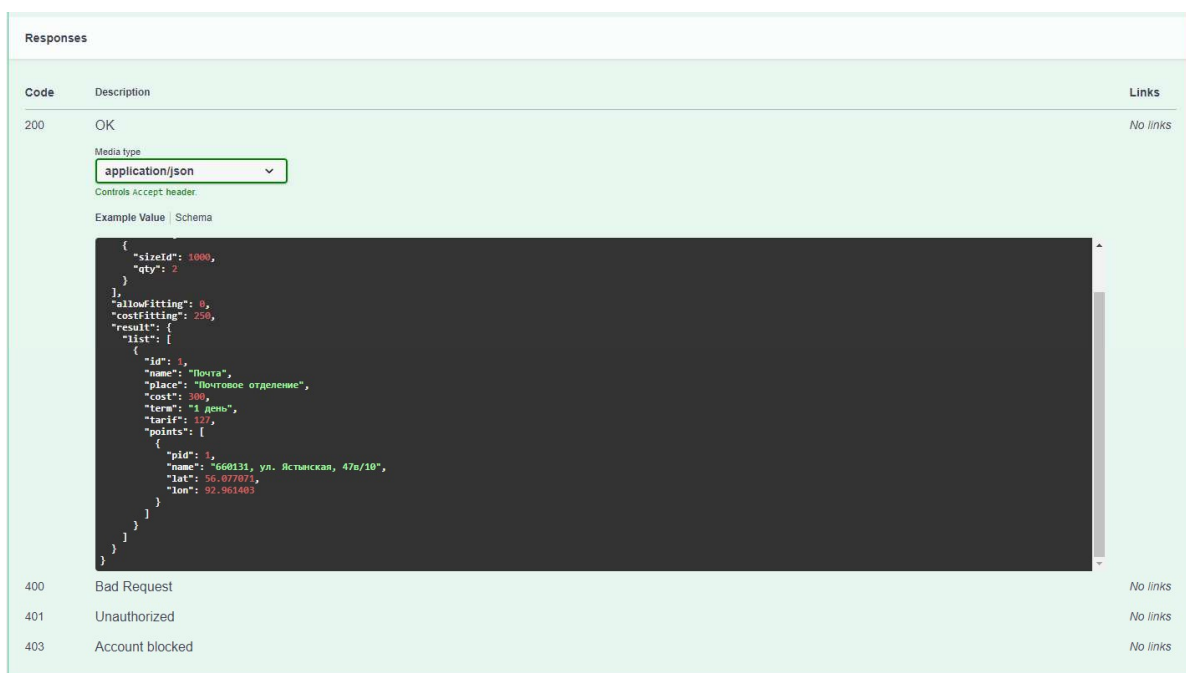 Responses
Code Description Links
200 OK No links
Media type
application/json
Controls Accept header.
Example Value | Schema
{
"sizeId": 1000,
"qty": 2
}
],
"allowFitting": 0,
"costFitting": 250,
"result": {
"list": [
{
"id": 1,
"name": "Почта",
"place": "Почтовое отделение",
"cost": 300,
"term": "1 день",
"tarif": 127,
"points": [
{
"pid": 1,
"name": "660131, ул. Ястынская, 47в/10",
"lat": 56.077071,
"lon": 92.961403
}
]
}
]
}
}
400 Bad Request No links
401 Unauthorized No links
403 Account blocked No links